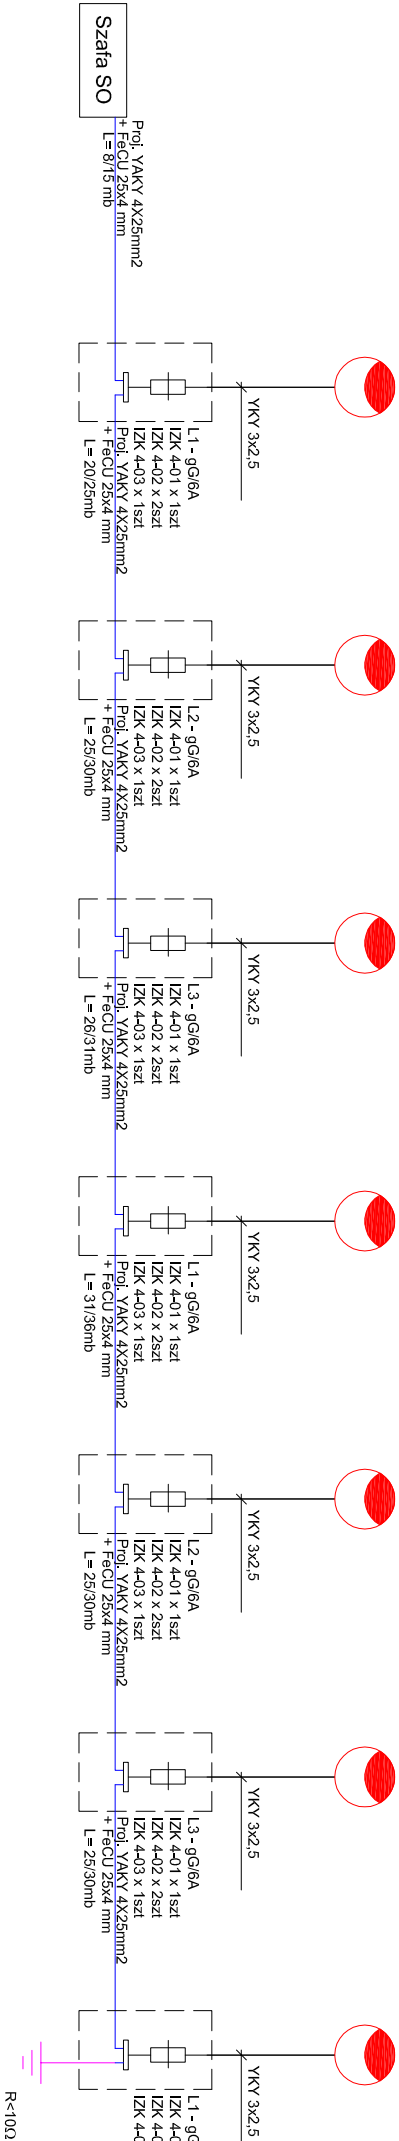 Szafa SO
Proj. YAKY 4X25mm2
+ FeCU 25x4 mm
L= 8/15 mb
YKY 3x2,5
L1 - gG/6A
IZK 4-01 x 1szt
IZK 4-02 x 2szt
IZK 4-03 x 1szt
Proj. YAKY 4X25mm2
+ FeCU 25x4 mm
L= 20/25mb
YKY 3x2,5
L2 - gG/6A
IZK 4-01 x 1szt
IZK 4-02 x 2szt
IZK 4-03 x 1szt
Proj. YAKY 4X25mm2
+ FeCU 25x4 mm
L= 25/30mb
YKY 3x2,5
L3 - gG/6A
IZK 4-01 x 1szt
IZK 4-02 x 2szt
IZK 4-03 x 1szt
Proj. YAKY 4X25mm2
+ FeCU 25x4 mm
L= 26/31mb
YKY 3x2,5
L1 - gG/6A
IZK 4-01 x 1szt
IZK 4-02 x 2szt
IZK 4-03 x 1szt
Proj. YAKY 4X25mm2
+ FeCU 25x4 mm
L= 31/36mb
YKY 3x2,5
L2 - gG/6A
IZK 4-01 x 1szt
IZK 4-02 x 2szt
IZK 4-03 x 1szt
Proj. YAKY 4X25mm2
+ FeCU 25x4 mm
L= 25/30mb
YKY 3x2,5
L3 - gG/6A
IZK 4-01 x 1szt
IZK 4-02 x 2szt
IZK 4-03 x 1szt
Proj. YAKY 4X25mm2
+ FeCU 25x4 mm
L= 25/30mb
YKY 3x2,5
L1 -
IZK
IZK
IZK
R<10Ω